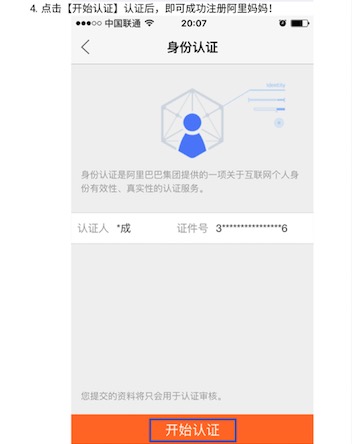 4. 点击【开始认证】认证后，即可成功注册阿里妈妈！
中国联通 20:07
身份认证
Identity
身份认证是阿里巴巴集团提供的一项关于互联网个人身
份有效性、真实性的认证服务。
认证人 *成 证件号 3****************6
您提交的资料将只会用于认证审核。
开始认证